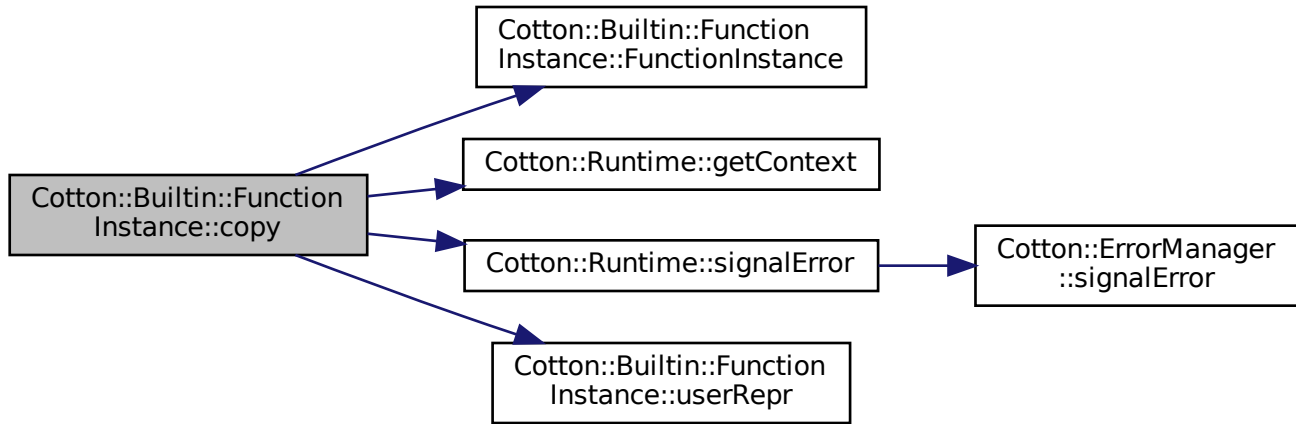 Cotton::Builtin::Function
Instance::FunctionInstance
Cotton::Runtime::getContext
Cotton::Builtin::Function
Instance::copy
Cotton::Runtime::signalError
Cotton::ErrorManager
::signalError
Cotton::Builtin::Function
Instance::userRepr